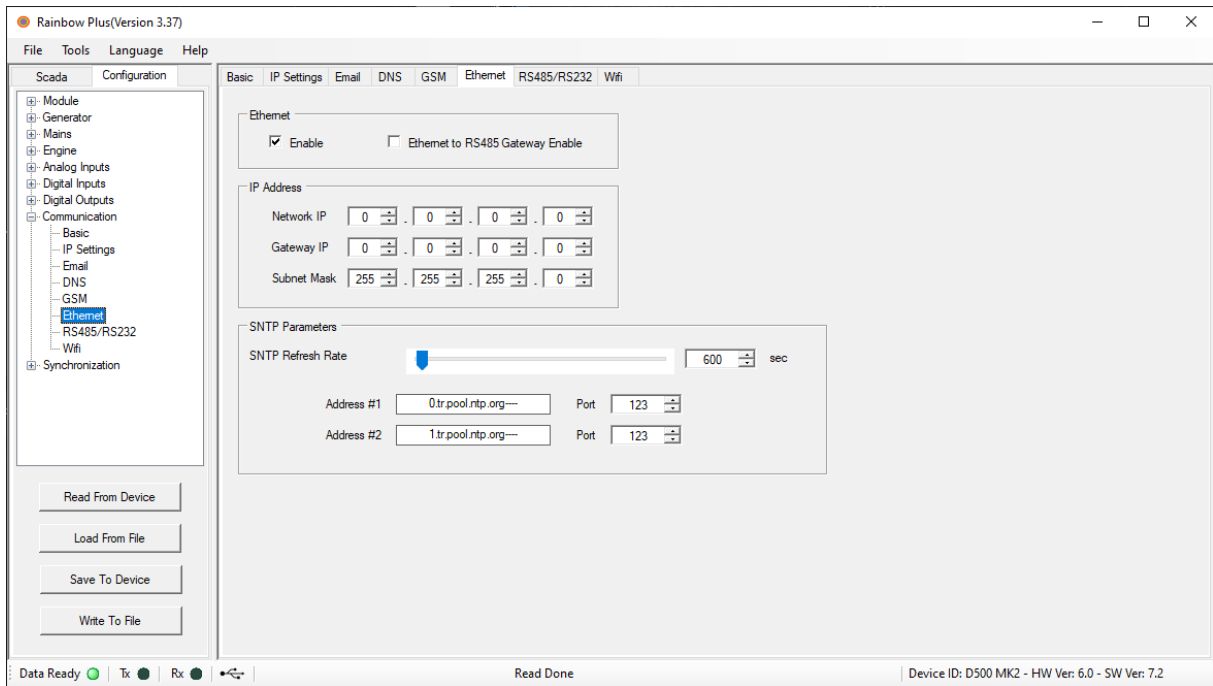 Rainbow Plus(Version 3.37)
File Tools Language Help
Scada Configuration
Module
Generator
Mains
Engine
Analog Inputs
Digital Inputs
Digital Outputs
Communication
Basic
IP Settings
Email
DNS
GSM
Ethernet
RS485/RS232
Wifi
Synchronization
Read From Device
Load From File
Save To Device
Write To File
Basic IP Settings Email DNS GSM Ethernet RS485/RS232 Wifi
Ethernet
Enable Ethernet to RS485 Gateway Enable
IP Address
Network IP 0 . 0 . 0 . 0
Gateway IP 0 . 0 . 0 . 0
Subnet Mask 255 . 255 . 255 . 0
SNTP Parameters
SNTP Refresh Rate 600 sec
Address #1 0.tr.pool.ntp.org---- Port 123
Address #2 1.tr.pool.ntp.org---- Port 123
Data Ready Tx Rx Read Done Device ID: D500 MK2 - HW Ver: 6.0 - SW Ver: 7.2